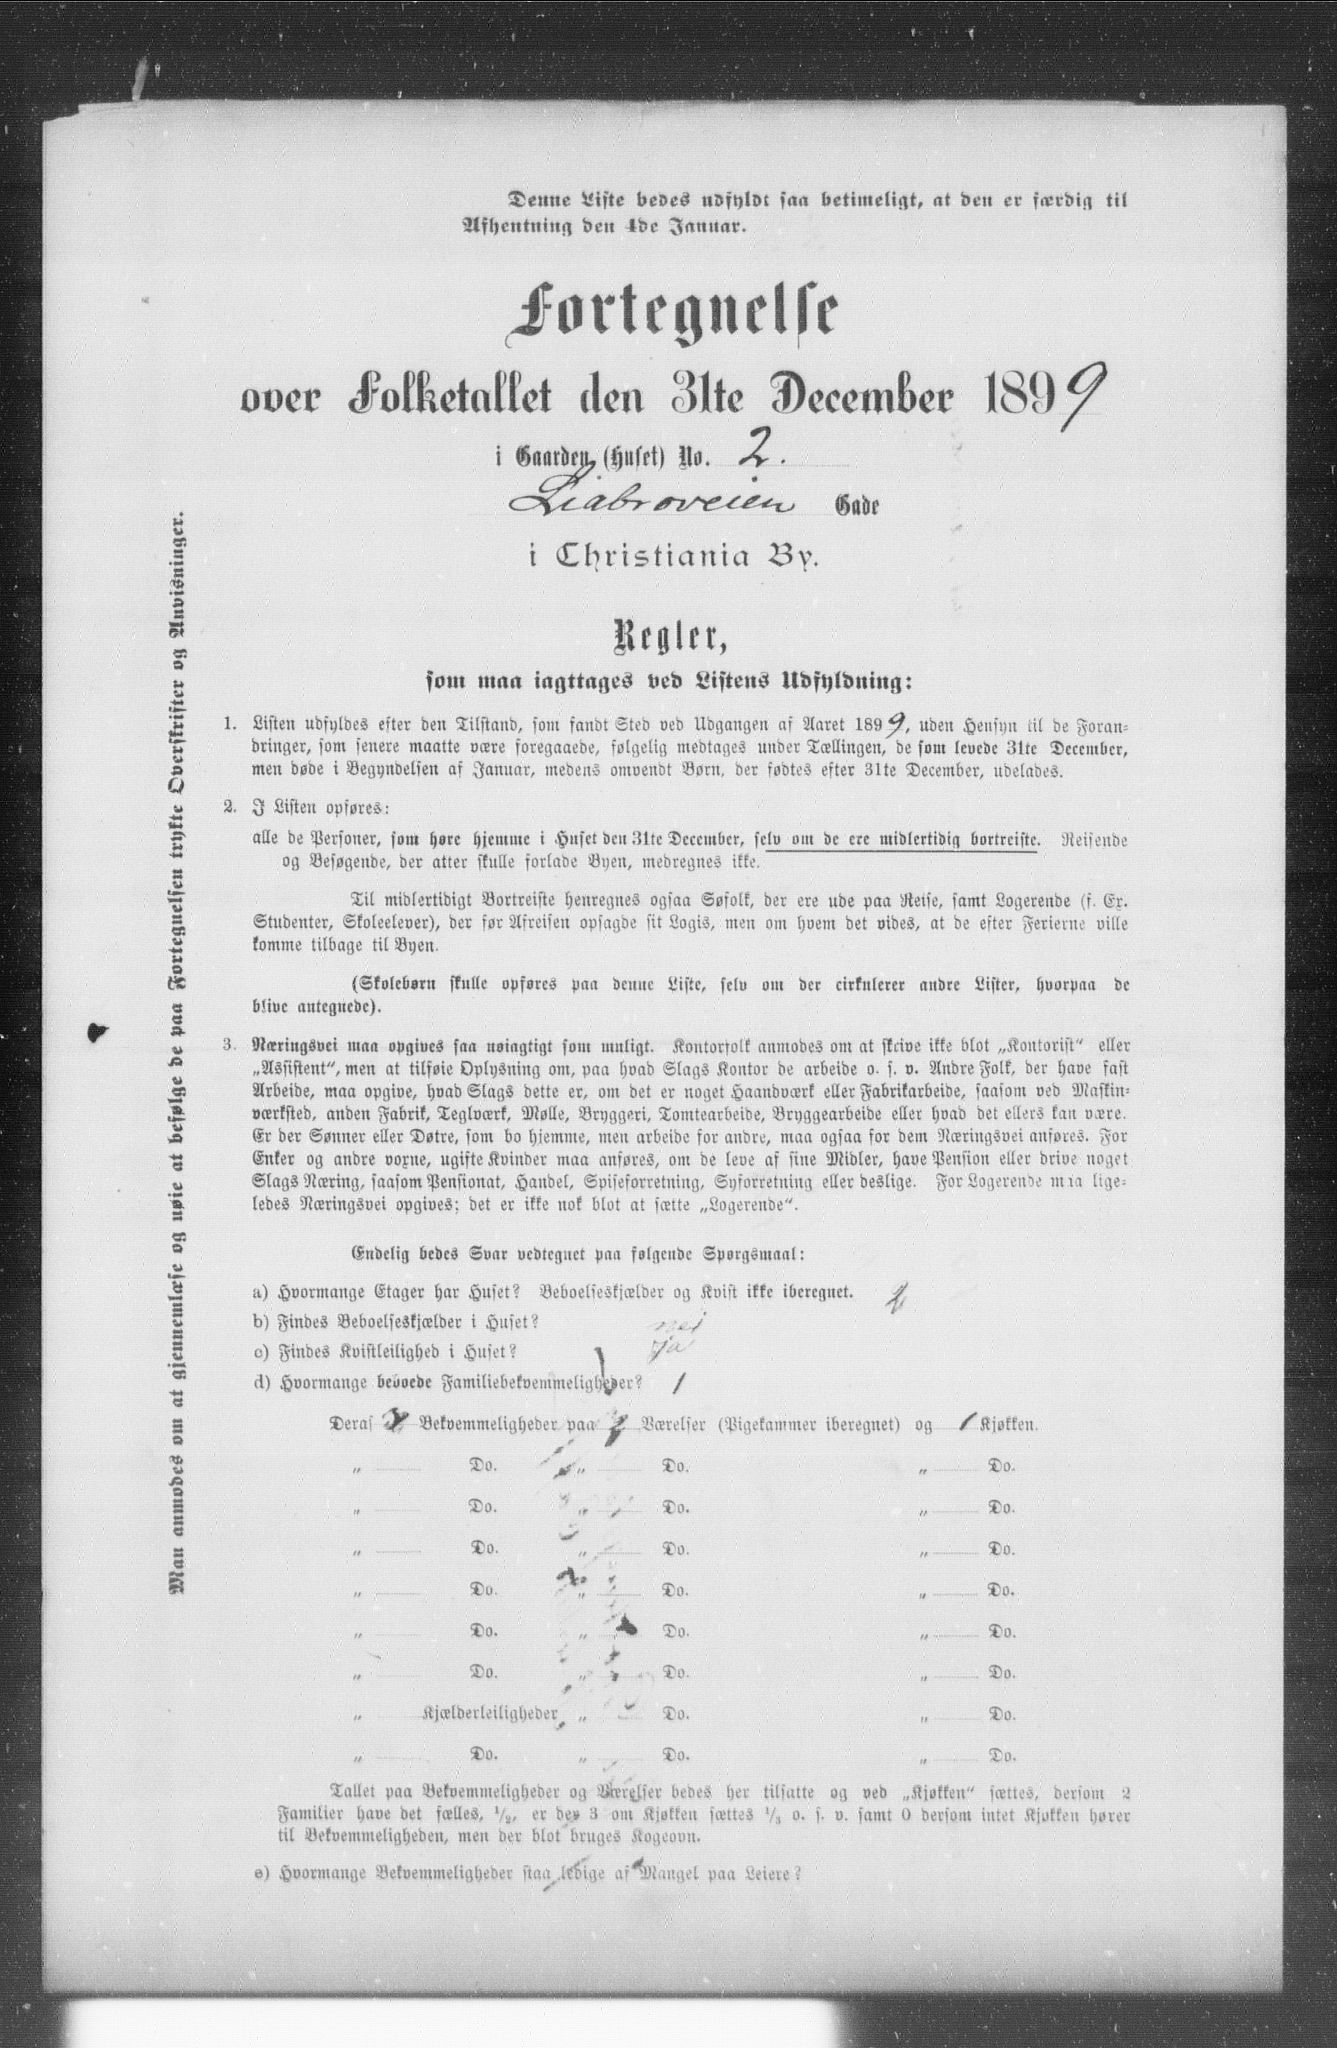 Denne Liste bedes udfyldt saa betimeligt, at den er færdig til
Afhentning den 4de Januar.
Fortegnelse
over Folketallet den 31te December 1899
i Gaarden (Huset) No. 2.
Liabroveien Gade
i Christiania By.
Regler,
som maa iagttages ved Listens Udfyldning:
Man anmodes om at gjennemlæse og nøie at befølge de paa Fortegnelsen trykte Overskrifter og Anvisninger.
1. Listen udfyldes efter den Tilstand, som fandt Sted ved Udgangen af Aaret 1899, uden Hensyn til de Foran-
dringer, som senere maatte være foregaaede, følgelig medtages under Tællingen, de som levede 31te December,
men døde i Begyndelsen af Januar, medens omvendt Børn, der fødtes efter 31te December, udelades.
2. I Listen opføres:
alle de Personer, som høre hjemme i Huset den 31te December, selv om de ere midlertidig bortreiste. Reisende
og Besøgende, der atter skulle forlade Byen, medregnes ikke.
Til midlertidigt Bortreiste henregnes ogsaa Søfolk, der ere ude paa Reise, samt Logerende (f. Ex.
Studenter, Skoleelever), der før Afreisen opsagde sit Logis, men om hvem det vides, at de efter Ferierne ville
komme tilbage til Byen.
(Skolebørn skulle opføres paa denne Liste, selv om der cirkulerer andre Lister, hvorpaa de
blive antegnede).
3. Næringsvei maa opgives saa nøiagtigt som muligt. Kontorfolk anmodes om at skrive ikke blot „Kontorist“ eller
„Assistent“, men at tilføie Oplysning om, paa hvad Slags Kontor de arbeide o. s. v. Andre Folk, der have fast
Arbeide, maa opgive, hvad Slags dette er, om det er noget Haandværk eller Fabrikarbeide, saasom ved Maskin-
værksted, anden Fabrik, Teglværk, Mølle, Bryggeri, Tomtearbeide, Bryggearbeide eller hvad det ellers kan være.
Er der Sønner eller Døtre, som bo hjemme, men arbeide for andre, maa ogsaa for dem Næringsvei anføres. For
Enker og andre voxne, ugifte Kvinder maa anføres, om de leve af sine Midler, have Pension eller drive noget
Slags Næring, saasom Pensionat, Handel, Spiseforretning, Syforretning eller deslige. For Logerende maa lige-
ledes Næringsvei opgives; det er ikke nok blot at sætte „Logerende“.
Endelig bedes Svar vedtegnet paa følgende Spørgsmaal:
a) Hvormange Etager har Huset? Beboelseskjælder og Kvist ikke iberegnet.
b) Findes Beboelseskjælder i Huset? nei
c) Findes Kvistleilighed i Huset? ja
d) Hvormange beboede Familiebekvemmeligheder? 1
Deraf Bekvemmeligheder paa Værelser (Pigekammer iberegnet) og 1 Kjøkken.
„ Do. „ Do. „ Do.
„ Do. „ Do. „ Do.
„ Do. „ Do. „ Do.
„ Do. „ Do. „ Do.
„ Do. „ Do. „ Do.
„ Do. „ Do. „ Do.
„ Kjælderleiligheder „ Do. „ Do.
„ Do. „ Do. „ Do.
Tallet paa Bekvemmeligheder og Værelser bedes her tilsatte og ved „Kjøkken“ sættes, dersom 2
Familier have det fælles, 1/2, er der 3 om Kjøkken sættes 1/3 o. s. v. samt 0 dersom intet Kjøkken hører
til Bekvemmeligheden, men der blot bruges Kogeovn.
e) Hvormange Bekvemmeligheder staa ledige af Mangel paa Leiere?